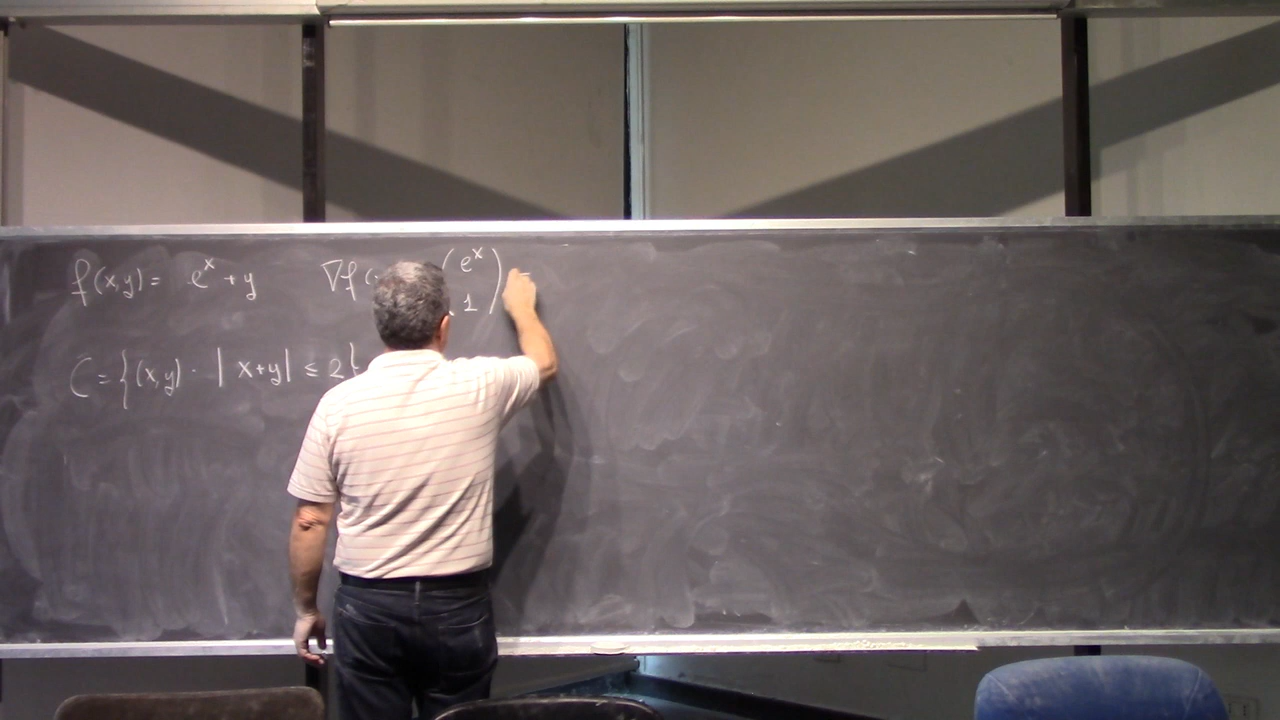 f(x,y) = e^x + y    ∇f( (e^x
1) =
C = {(x,y) · |x+y| ≤ 2}